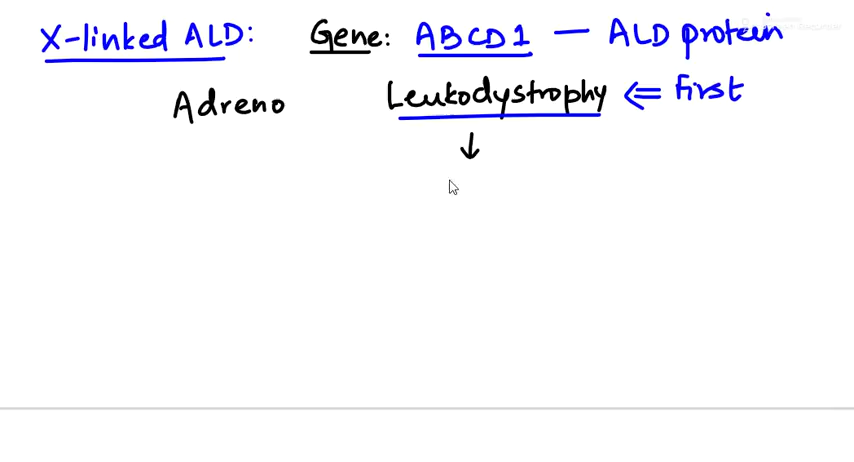 X-linked ALD: Gene: ABCD1 — ALD protein
Adreno Leukodystrophy ⇐ First
↓